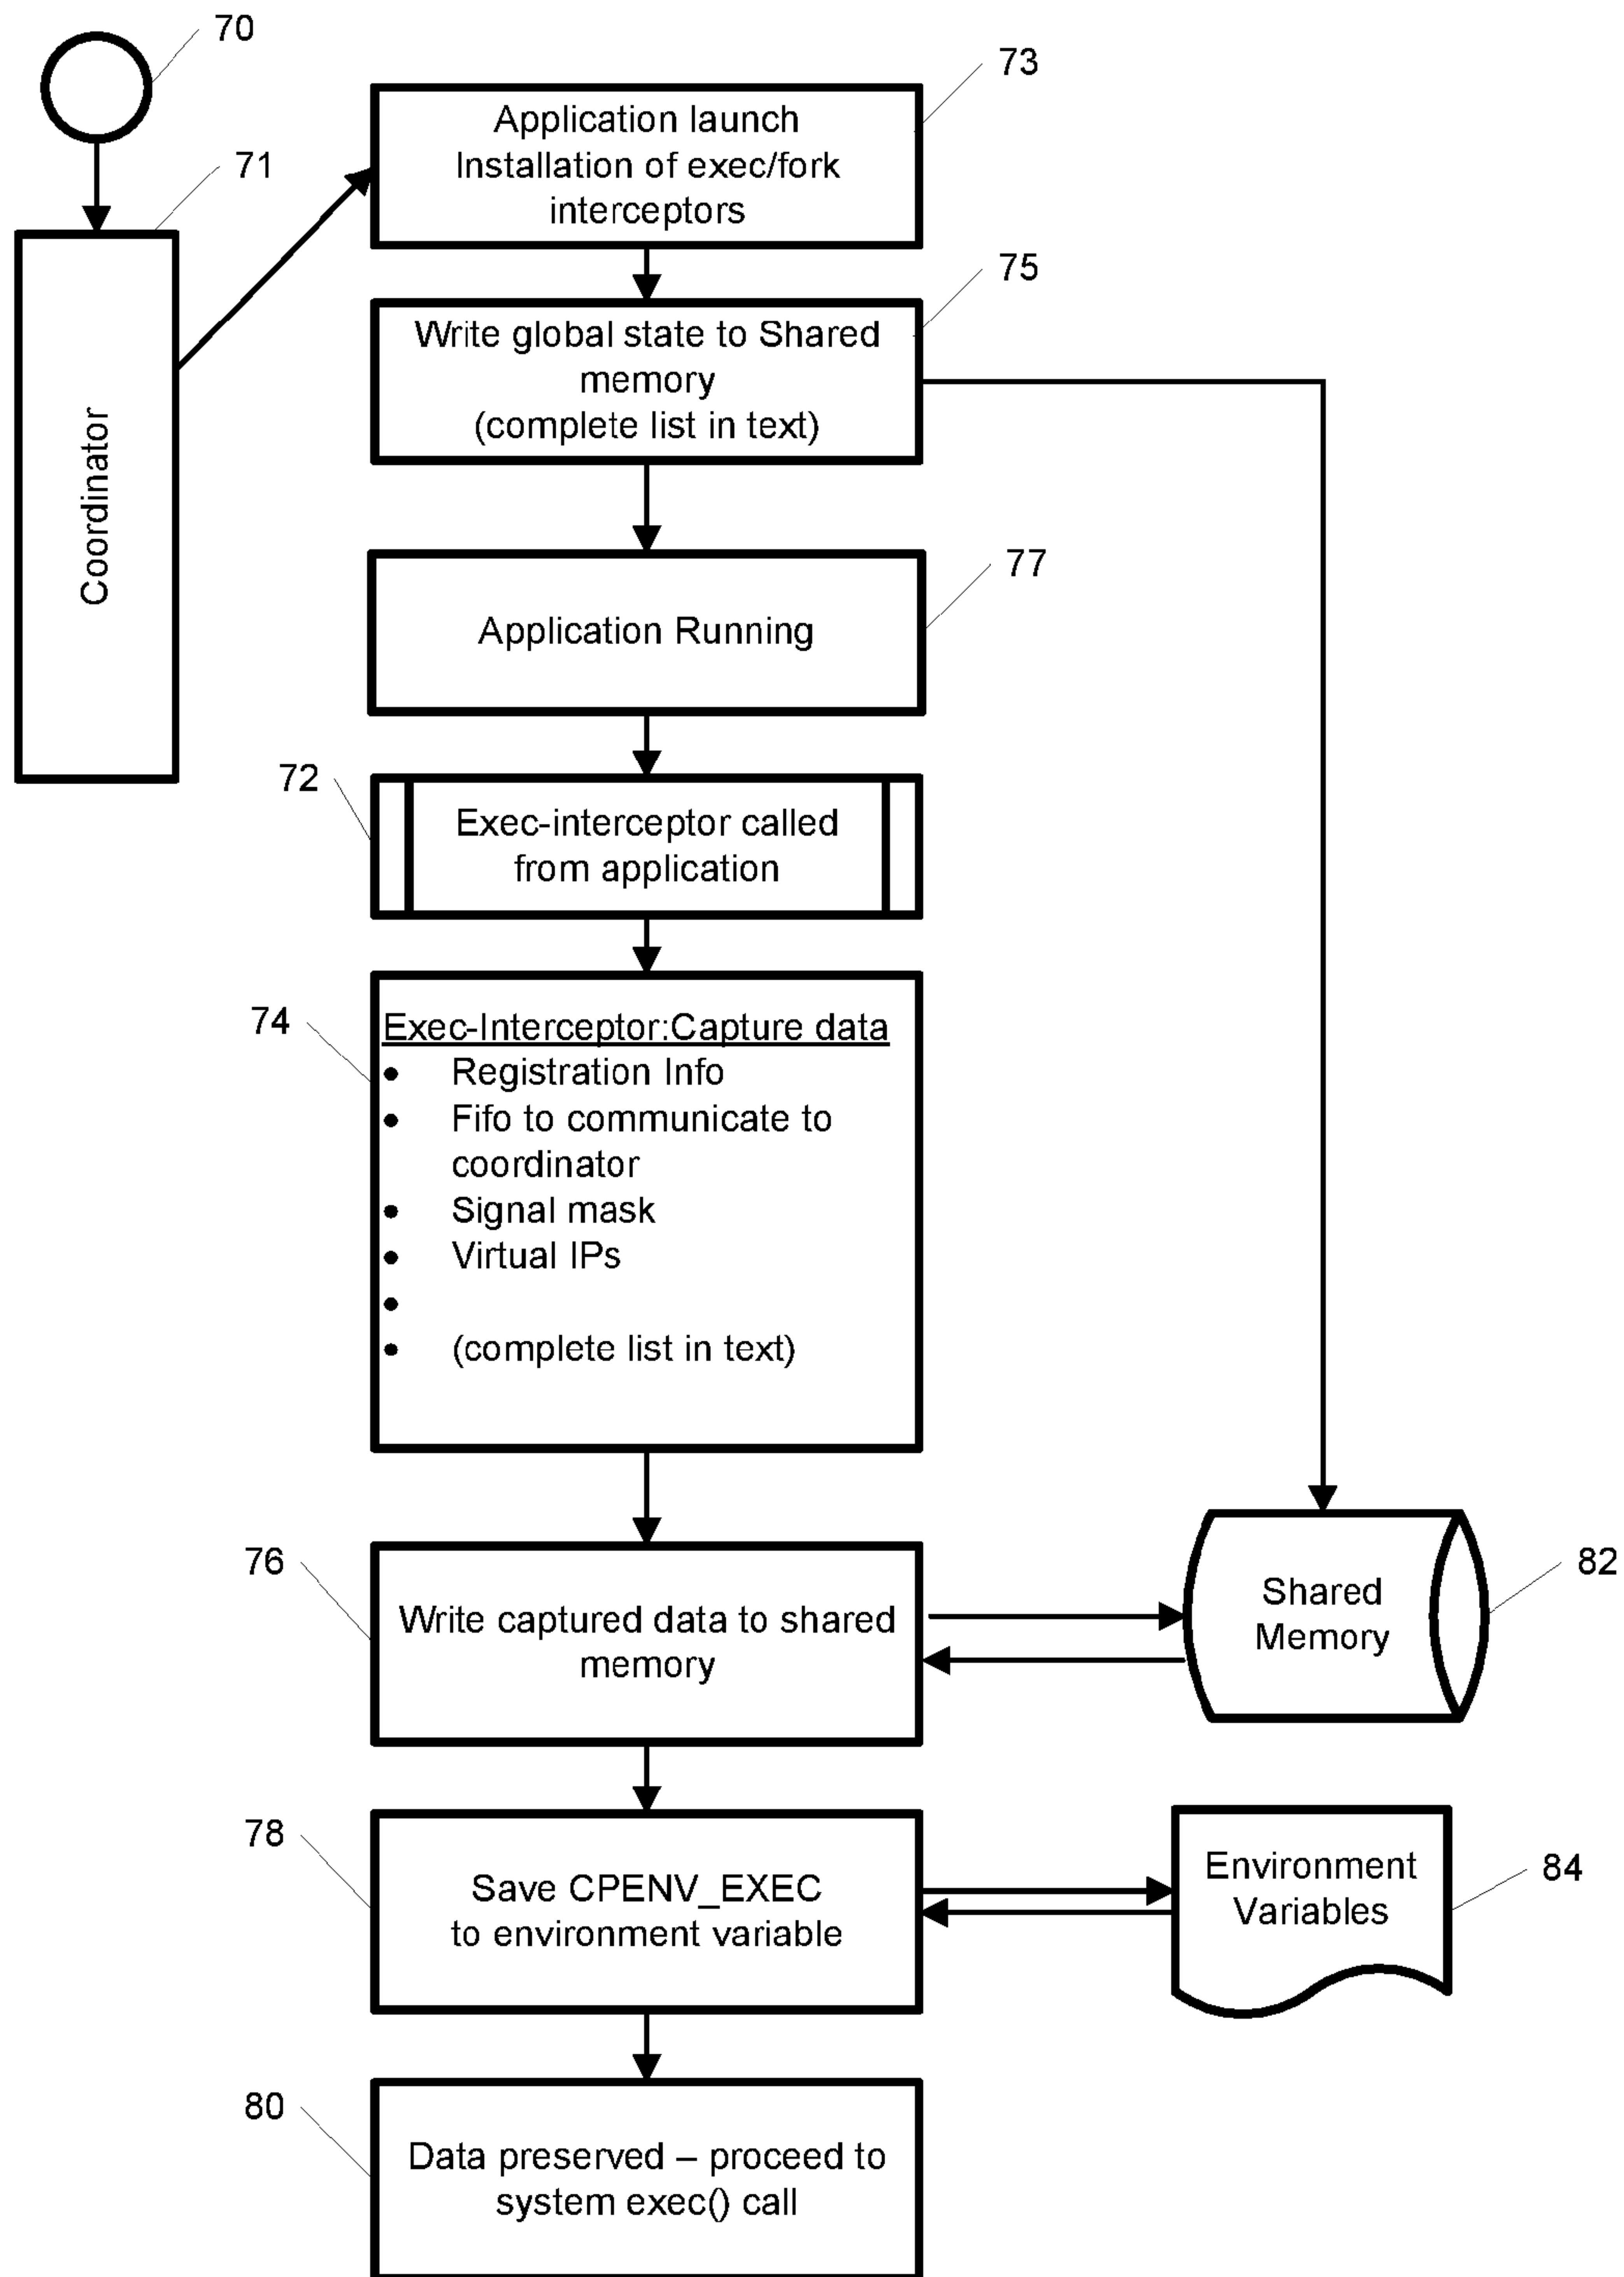 70
73
Application launch
Installation of exec/fork
interceptors
71
Coordinator
75
Write global state to Shared
memory
(complete list in text)
77
Application Running
72
Exec-interceptor called
from application
74
Exec-Interceptor:Capture data
• Registration Info
• Fifo to communicate to
coordinator
• Signal mask
• Virtual IPs
•
• (complete list in text)
76
Write captured data to shared
memory
Shared
Memory
82
78
Save CPENV_EXEC
to environment variable
Environment
Variables
84
80
Data preserved – proceed to
system exec() call